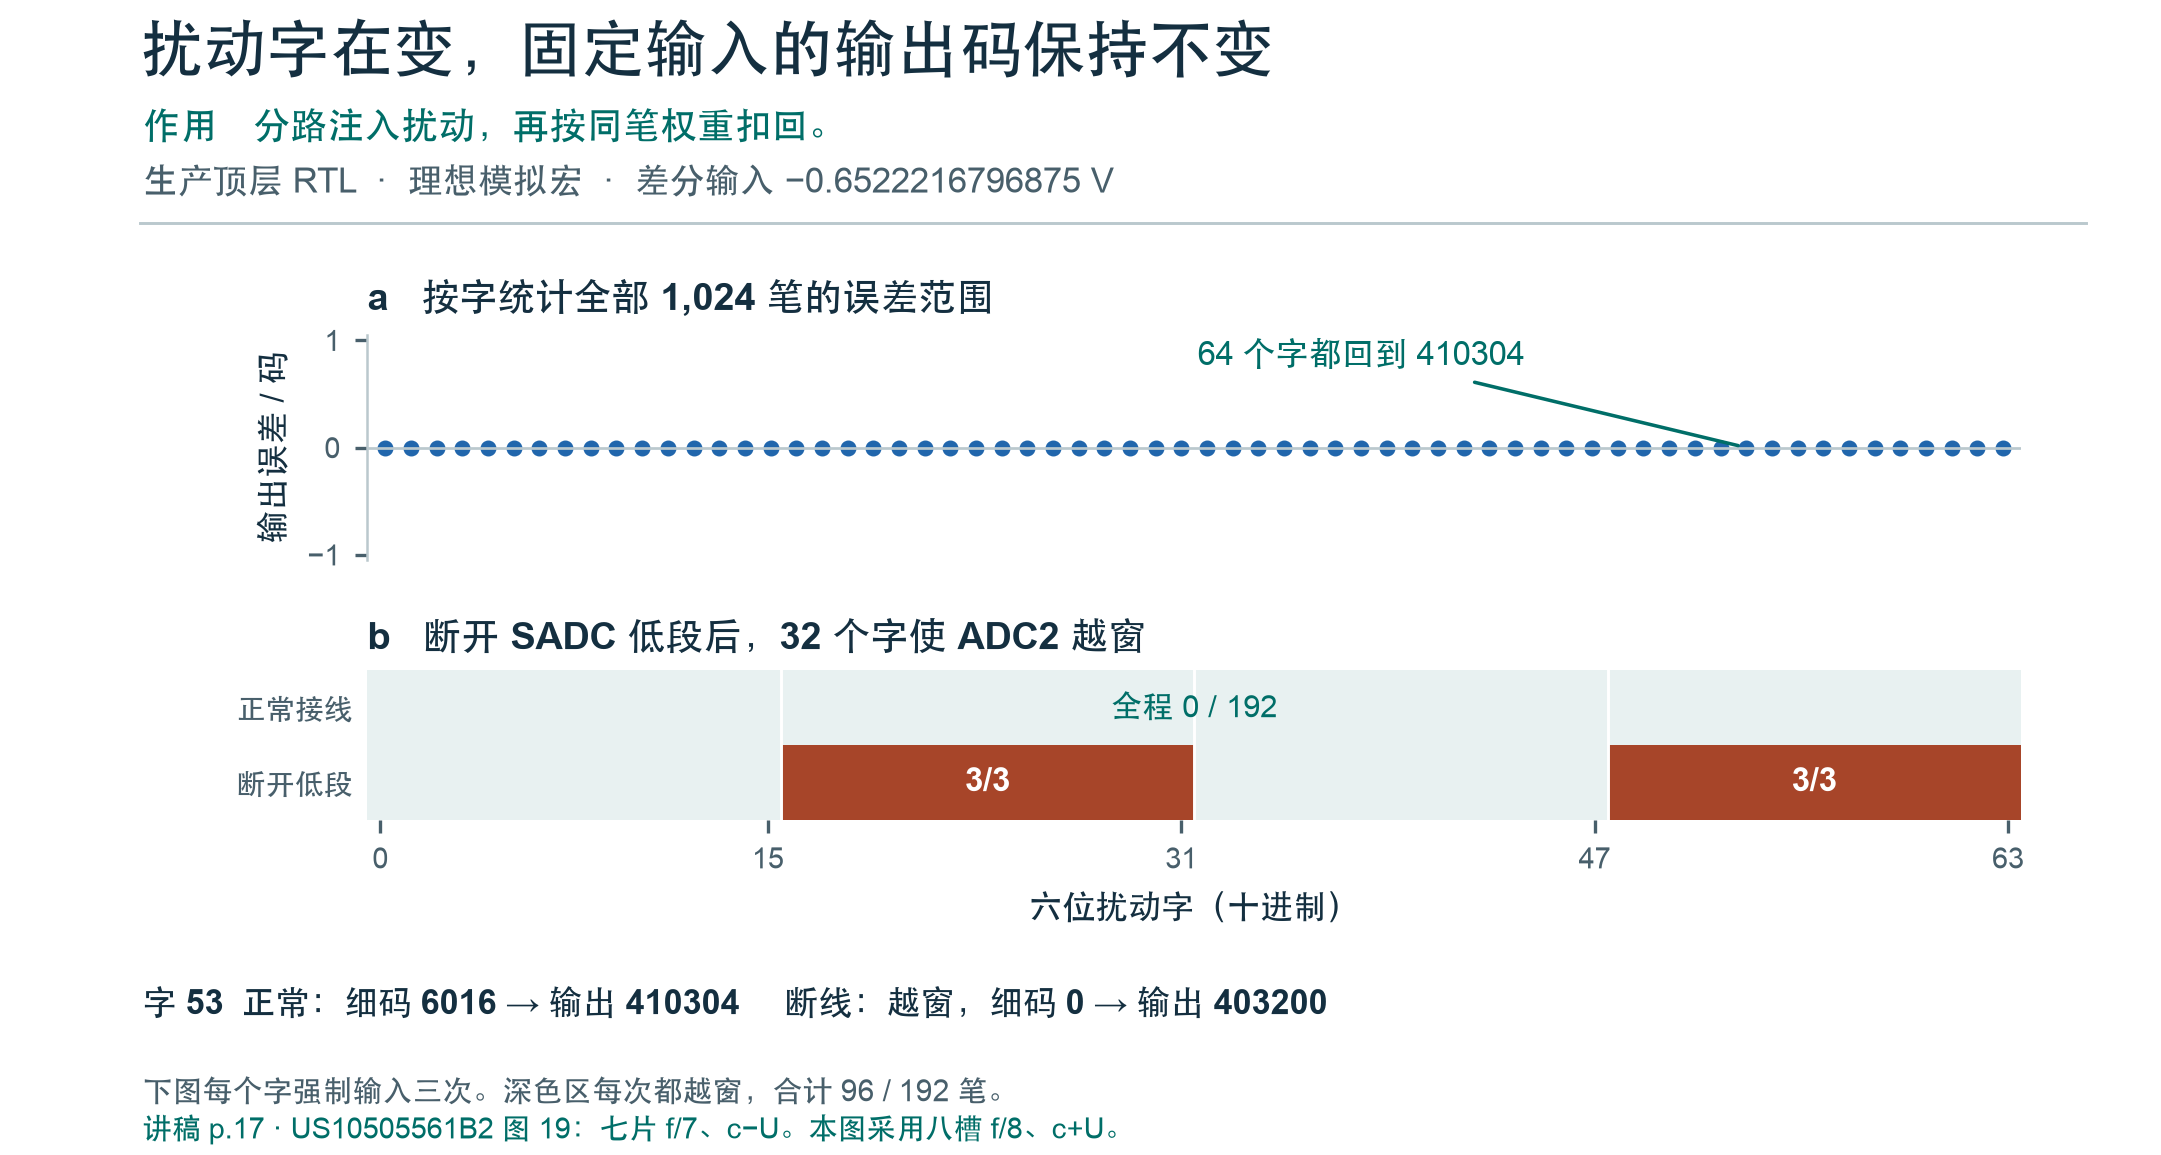 扰动字在变，固定输入的输出码保持不变
作用　分路注入扰动，再按同笔权重扣回。
生产顶层 RTL · 理想模拟宏 · 差分输入 −0.6522216796875 V
a 按字统计全部 1,024 笔的误差范围
输出误差 / 码
1
0
−1
64 个字都回到 410304
b 断开 SADC 低段后，32 个字使 ADC2 越窗
正常接线
全程 0 / 192
断开低段
3/3
3/3
0 15 31 47 63
六位扰动字（十进制）
字 53 正常：细码 6016 → 输出 410304 断线：越窗，细码 0 → 输出 403200
下图每个字强制输入三次。深色区每次都越窗，合计 96 / 192 笔。
讲稿 p.17 · US10505561B2 图 19：七片 f/7、c−U。本图采用八槽 f/8、c+U。